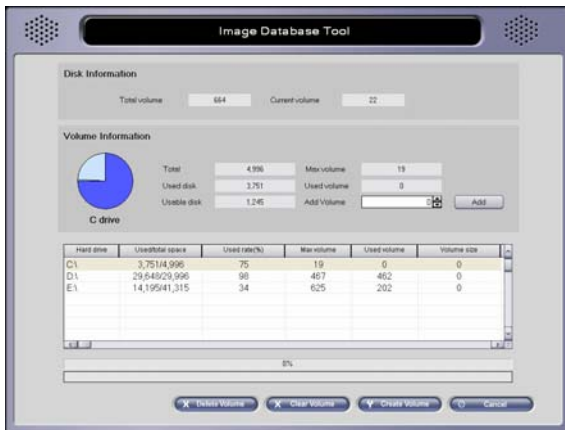 Image Database Tool
Disk Information
Total volume 664 Current volume 22
Volume Information
Total 4,996 Max volume 19
Used disk 3,751 Used volume 0
Usable disk 1,245 Add Volume 0 Add
C drive
Hard drive Used/total space Used rate(%) Max volume Used volume Volume size
C:\ 3,751/4,996 75 19 0 0
D:\ 29,648/29,996 98 467 462 0
E:\ 14,195/41,315 34 625 202 0
0%
X Delete Volume X Clear Volume Y Create Volume Cancel